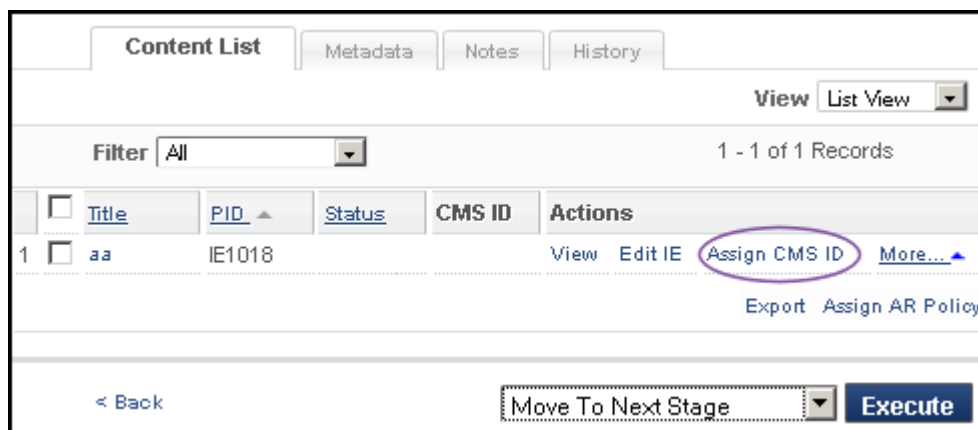 Content List Metadata Notes History
View List View
Filter All 1 - 1 of 1 Records
Title PID Status CMS ID Actions
1 aa IE1018 View Edit IE Assign CMS ID More...
Export Assign AR Policy
< Back Move To Next Stage Execute